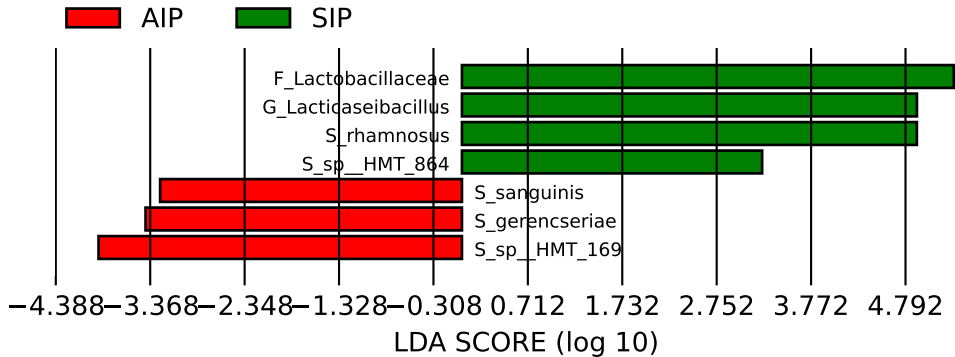 AIP SIP
F_Lactobacillaceae
G_Lacticaseibacillus
S_rhamnosus
S_sp__HMT_864
S_sanguinis
S_gerencseriae
S_sp__HMT_169
−4.388 −3.368 −2.348 −1.328 −0.308 0.712 1.732 2.752 3.772 4.792
LDA SCORE (log 10)